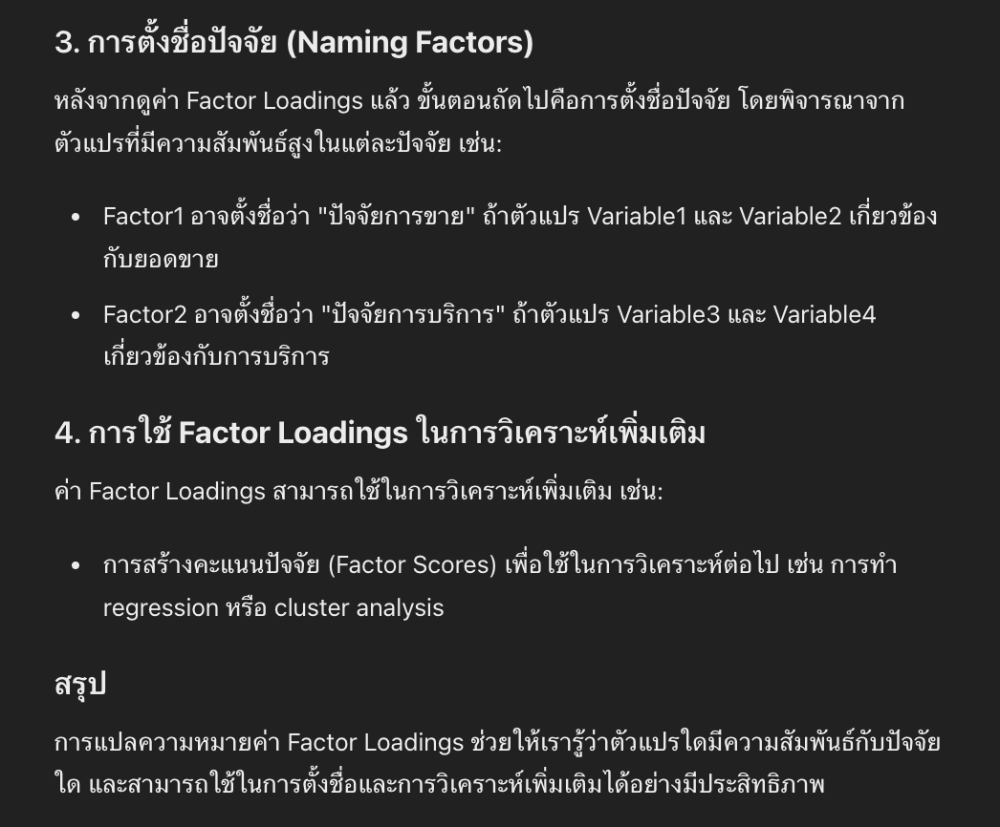 3. การตั้งชื่อปัจจัย (Naming Factors)
หลังจากดูค่า Factor Loadings แล้ว ขั้นตอนถัดไปคือการตั้งชื่อปัจจัย โดยพิจารณาจาก
ตัวแปรที่มีความสัมพันธ์สูงในแต่ละปัจจัย เช่น:
• Factor1 อาจตั้งชื่อว่า "ปัจจัยการขาย" ถ้าตัวแปร Variable1 และ Variable2 เกี่ยวข้อง
กับยอดขาย
• Factor2 อาจตั้งชื่อว่า "ปัจจัยการบริการ" ถ้าตัวแปร Variable3 และ Variable4
เกี่ยวข้องกับการบริการ
4. การใช้ Factor Loadings ในการวิเคราะห์เพิ่มเติม
ค่า Factor Loadings สามารถใช้ในการวิเคราะห์เพิ่มเติม เช่น:
• การสร้างคะแนนปัจจัย (Factor Scores) เพื่อใช้ในการวิเคราะห์ต่อไป เช่น การทำ
regression หรือ cluster analysis
สรุป
การแปลความหมายค่า Factor Loadings ช่วยให้เรารู้ว่าตัวแปรใดมีความสัมพันธ์กับปัจจัย
ใด และสามารถใช้ในการตั้งชื่อและการวิเคราะห์เพิ่มเติมได้อย่างมีประสิทธิภาพ